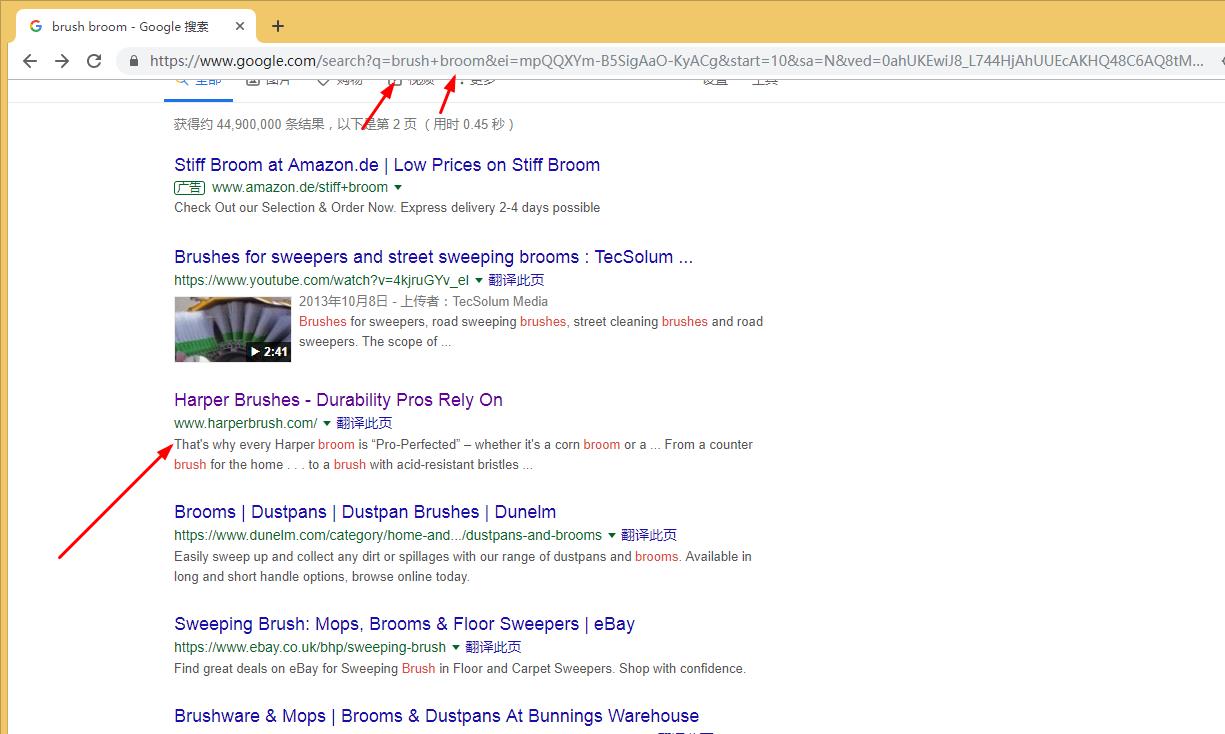 brush broom - Google 搜索
https://www.google.com/search?q=brush+broom&ei=mpQQXYm-B5SigAaO-KyACg&start=10&sa=N&ved=0ahUKEwiJ8_L744HjAhUUEcAKHQ48C6AQ8tM...
全部 图片 购物 视频 更多 设置 工具
获得约 44,900,000 条结果，以下是第 2 页 （用时 0.45 秒）
Stiff Broom at Amazon.de | Low Prices on Stiff Broom
广告 www.amazon.de/stiff+broom
Check Out our Selection & Order Now. Express delivery 2-4 days possible
Brushes for sweepers and street sweeping brooms : TecSolum ...
https://www.youtube.com/watch?v=4kjruGYv_eI 翻译此页
2013年10月8日 - 上传者：TecSolum Media
Brushes for sweepers, road sweeping brushes, street cleaning brushes and road
sweepers. The scope of ...
2:41
Harper Brushes - Durability Pros Rely On
www.harperbrush.com/ 翻译此页
That's why every Harper broom is “Pro-Perfected” – whether it's a corn broom or a ... From a counter
brush for the home . . . to a brush with acid-resistant bristles ...
Brooms | Dustpans | Dustpan Brushes | Dunelm
https://www.dunelm.com/category/home-and.../dustpans-and-brooms 翻译此页
Easily sweep up and collect any dirt or spillages with our range of dustpans and brooms. Available in
long and short handle options, browse online today.
Sweeping Brush: Mops, Brooms & Floor Sweepers | eBay
https://www.ebay.co.uk/bhp/sweeping-brush 翻译此页
Find great deals on eBay for Sweeping Brush in Floor and Carpet Sweepers. Shop with confidence.
Brushware & Mops | Brooms & Dustpans At Bunnings Warehouse